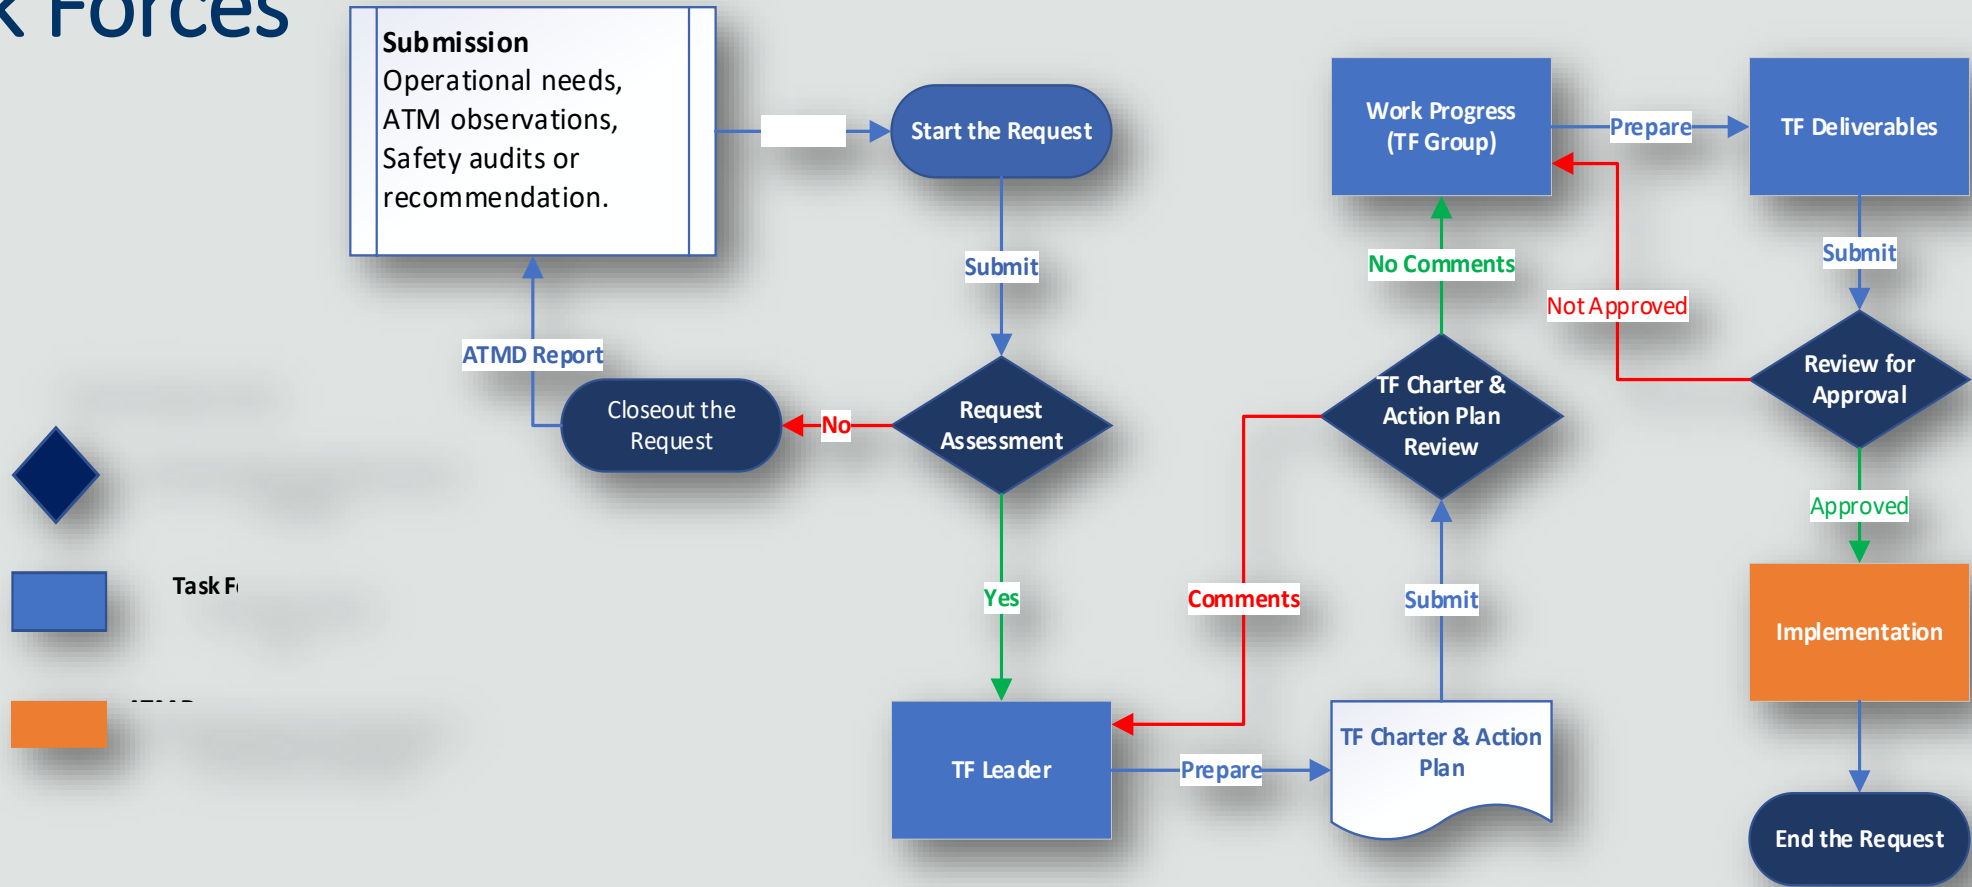 Forces
Submission
Operational needs,
ATM observations,
Safety audits or
recommendation.
Start the Request
Submit
ATMD Report
Closeout the
Request
No
Request
Assessment
Yes
TF Leader
Prepare
TF Charter & Action
Plan
Submit
Comments
TF Charter &
Action Plan
Review
No Comments
Work Progress
(TF Group)
Prepare
TF Deliverables
Submit
Not Approved
Review for
Approval
Approved
Implementation
End the Request
Task